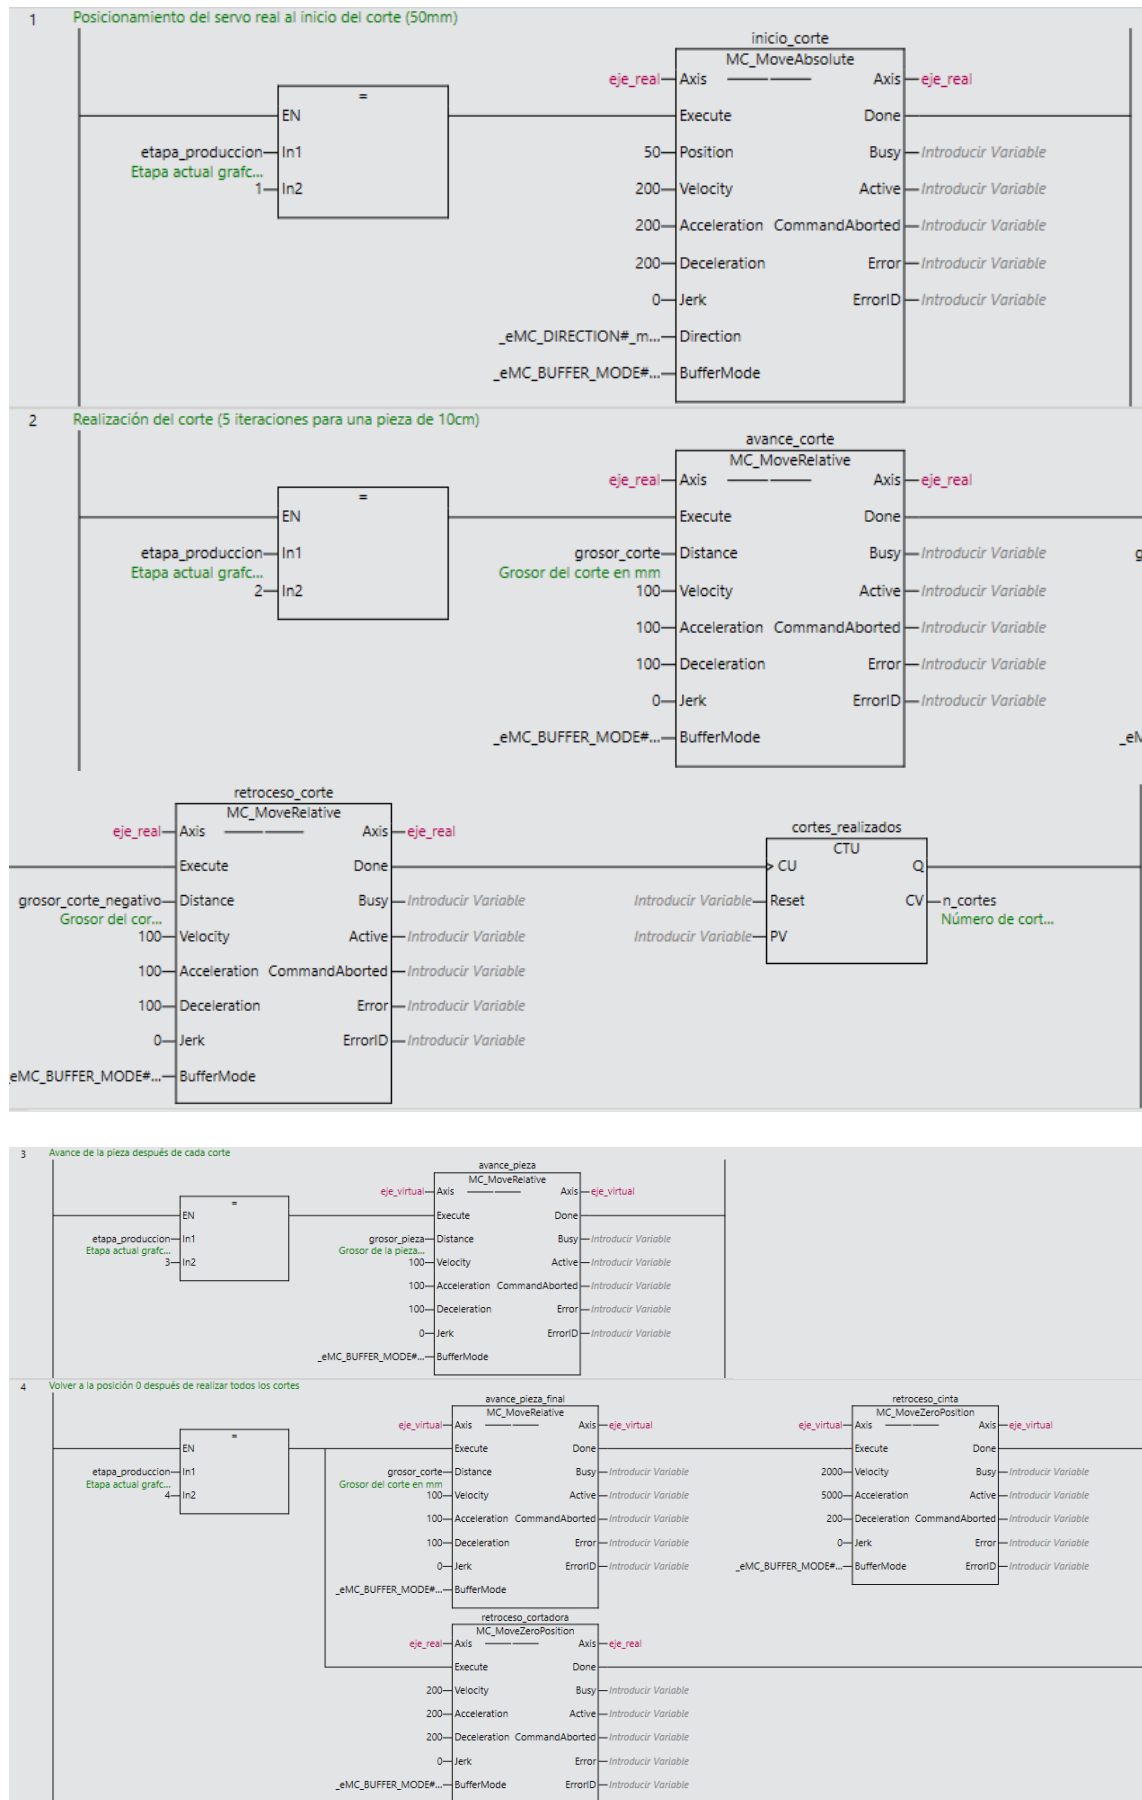 1 Posicionamiento del servo real al inicio del corte (50mm)
inicio_corte
MC_MoveAbsolute
eje_real Axis Axis eje_real
=
EN
Execute Done
etapa_produccion In1
50 Position Busy Introducir Variable
Etapa actual grafc...
1 In2
200 Velocity Active Introducir Variable
200 Acceleration CommandAborted Introducir Variable
200 Deceleration Error Introducir Variable
0 Jerk ErrorID Introducir Variable
_eMC_DIRECTION#_m... Direction
_eMC_BUFFER_MODE#... BufferMode
2 Realización del corte (5 iteraciones para una pieza de 10cm)
avance_corte
MC_MoveRelative
eje_real Axis Axis eje_real
=
EN
Execute Done
etapa_produccion In1
grosor_corte Distance Busy Introducir Variable g
Etapa actual grafc...
Grosor del corte en mm
2 In2
100 Velocity Active Introducir Variable
100 Acceleration CommandAborted Introducir Variable
100 Deceleration Error Introducir Variable
0 Jerk ErrorID Introducir Variable
_eMC_BUFFER_MODE#... BufferMode _eM
retroceso_corte
MC_MoveRelative
eje_real Axis Axis eje_real
cortes_realizados
CTU
Execute Done
CU Q
grosor_corte_negativo Distance Busy Introducir Variable
Introducir Variable Reset CV n_cortes
Grosor del cor...
Número de cort...
100 Velocity Active Introducir Variable
Introducir Variable PV
100 Acceleration CommandAborted Introducir Variable
100 Deceleration Error Introducir Variable
0 Jerk ErrorID Introducir Variable
eMC_BUFFER_MODE#... BufferMode
3 Avance de la pieza después de cada corte
avance_pieza
MC_MoveRelative
eje_virtual Axis Axis eje_virtual
=
EN
Execute Done
etapa_produccion In1
grosor_pieza Distance Busy Introducir Variable
Etapa actual grafc...
Grosor de la pieza...
3 In2
100 Velocity Active Introducir Variable
100 Acceleration CommandAborted Introducir Variable
100 Deceleration Error Introducir Variable
0 Jerk ErrorID Introducir Variable
_eMC_BUFFER_MODE#... BufferMode
4 Volver a la posición 0 después de realizar todos los cortes
avance_pieza_final
MC_MoveRelative
retroceso_cinta
MC_MoveZeroPosition
eje_virtual Axis Axis eje_virtual
eje_virtual Axis Axis eje_virtual
=
EN
Execute Done
Execute Done
etapa_produccion In1
grosor_corte Distance Busy Introducir Variable
2000 Velocity Busy Introducir Variable
Etapa actual grafc...
Grosor del corte en mm
4 In2
100 Velocity Active Introducir Variable
5000 Acceleration Active Introducir Variable
100 Acceleration CommandAborted Introducir Variable
200 Deceleration CommandAborted Introducir Variable
100 Deceleration Error Introducir Variable
0 Jerk Error Introducir Variable
0 Jerk ErrorID Introducir Variable
_eMC_BUFFER_MODE#... BufferMode ErrorID Introducir Variable
_eMC_BUFFER_MODE#... BufferMode
retroceso_cortadora
MC_MoveZeroPosition
eje_real Axis Axis eje_real
Execute Done
200 Velocity Busy Introducir Variable
200 Acceleration Active Introducir Variable
200 Deceleration CommandAborted Introducir Variable
0 Jerk Error Introducir Variable
_eMC_BUFFER_MODE#... BufferMode ErrorID Introducir Variable